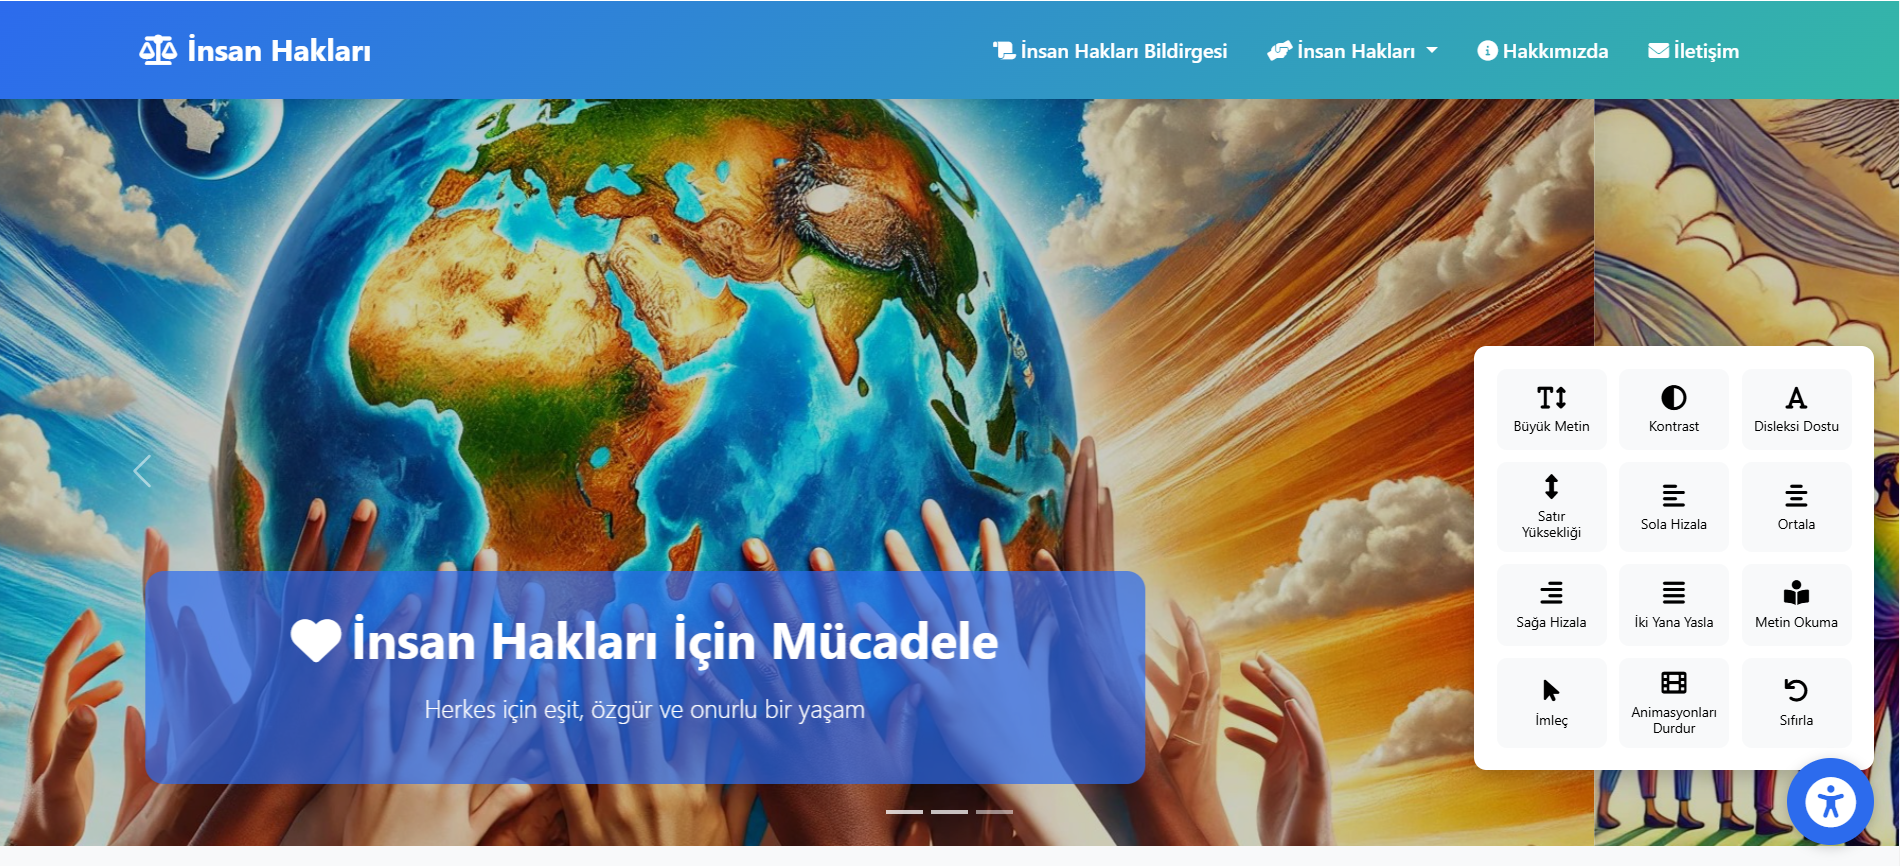 İnsan Hakları
İnsan Hakları Bildirgesi
İnsan Hakları
Hakkımızda
İletişim
İnsan Hakları İçin Mücadele
Herkes için eşit, özgür ve onurlu bir yaşam
Büyük Metin
Kontrast
Disleksi Dostu
Satır
Yüksekliği
Sola Hizala
Ortala
Sağa Hizala
İki Yana Yasla
Metin Okuma
İmleç
Animasyonları
Durdur
Sıfırla